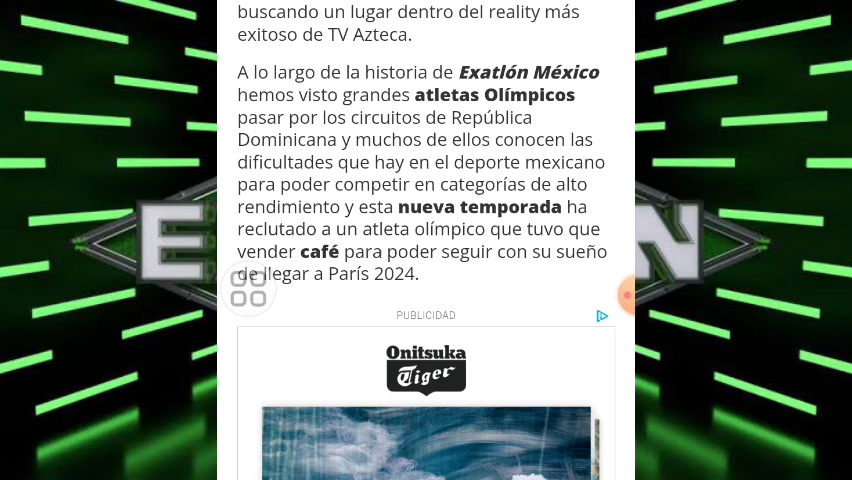 buscando un lugar dentro del reality más
exitoso de TV Azteca.
A lo largo de la historia de Exatlón México
hemos visto grandes atletas Olímpicos
pasar por los circuitos de República
Dominicana y muchos de ellos conocen las
dificultades que hay en el deporte mexicano
para poder competir en categorías de alto
rendimiento y esta nueva temporada ha
reclutado a un atleta olímpico que tuvo que
vender café para poder seguir con su sueño
de llegar a París 2024.
PUBLICIDAD
Onitsuka
Tiger
E
N